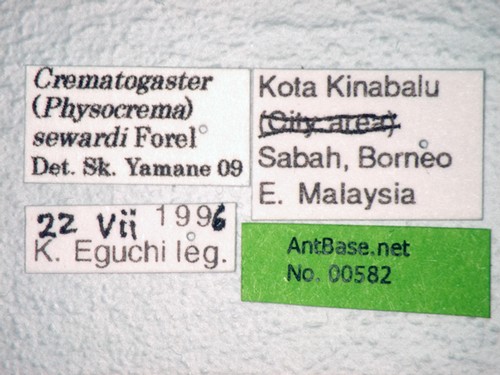 Crematogaster
(Physocrema)
sewardi Forel
Det. Sk. Yamane 09
Kota Kinabalu
(City area)
Sabah, Borneo
E. Malaysia
22 Vii 1996
K. Eguchi leg.
AntBase.net
No. 00582